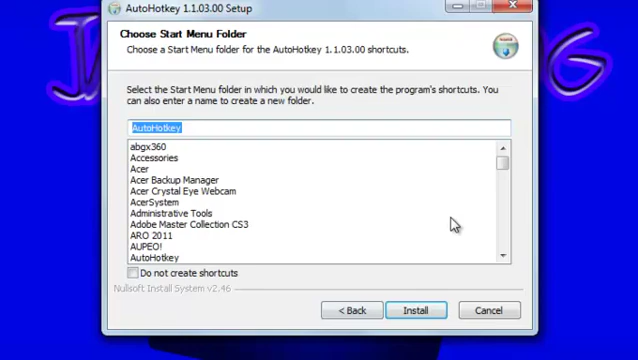 AutoHotkey 1.1.03.00 Setup
Choose Start Menu Folder
Choose a Start Menu folder for the AutoHotkey 1.1.03.00 shortcuts.
Select the Start Menu folder in which you would like to create the program's shortcuts. You
can also enter a name to create a new folder.
AutoHotkey
abgx360
Accessories
Acer
Acer Backup Manager
Acer Crystal Eye Webcam
AcerSystem
Administrative Tools
Adobe Master Collection CS3
ARO 2011
AUPEO!
AutoHotkey
Do not create shortcuts
Nullsoft Install System v2.46
< Back
Install
Cancel